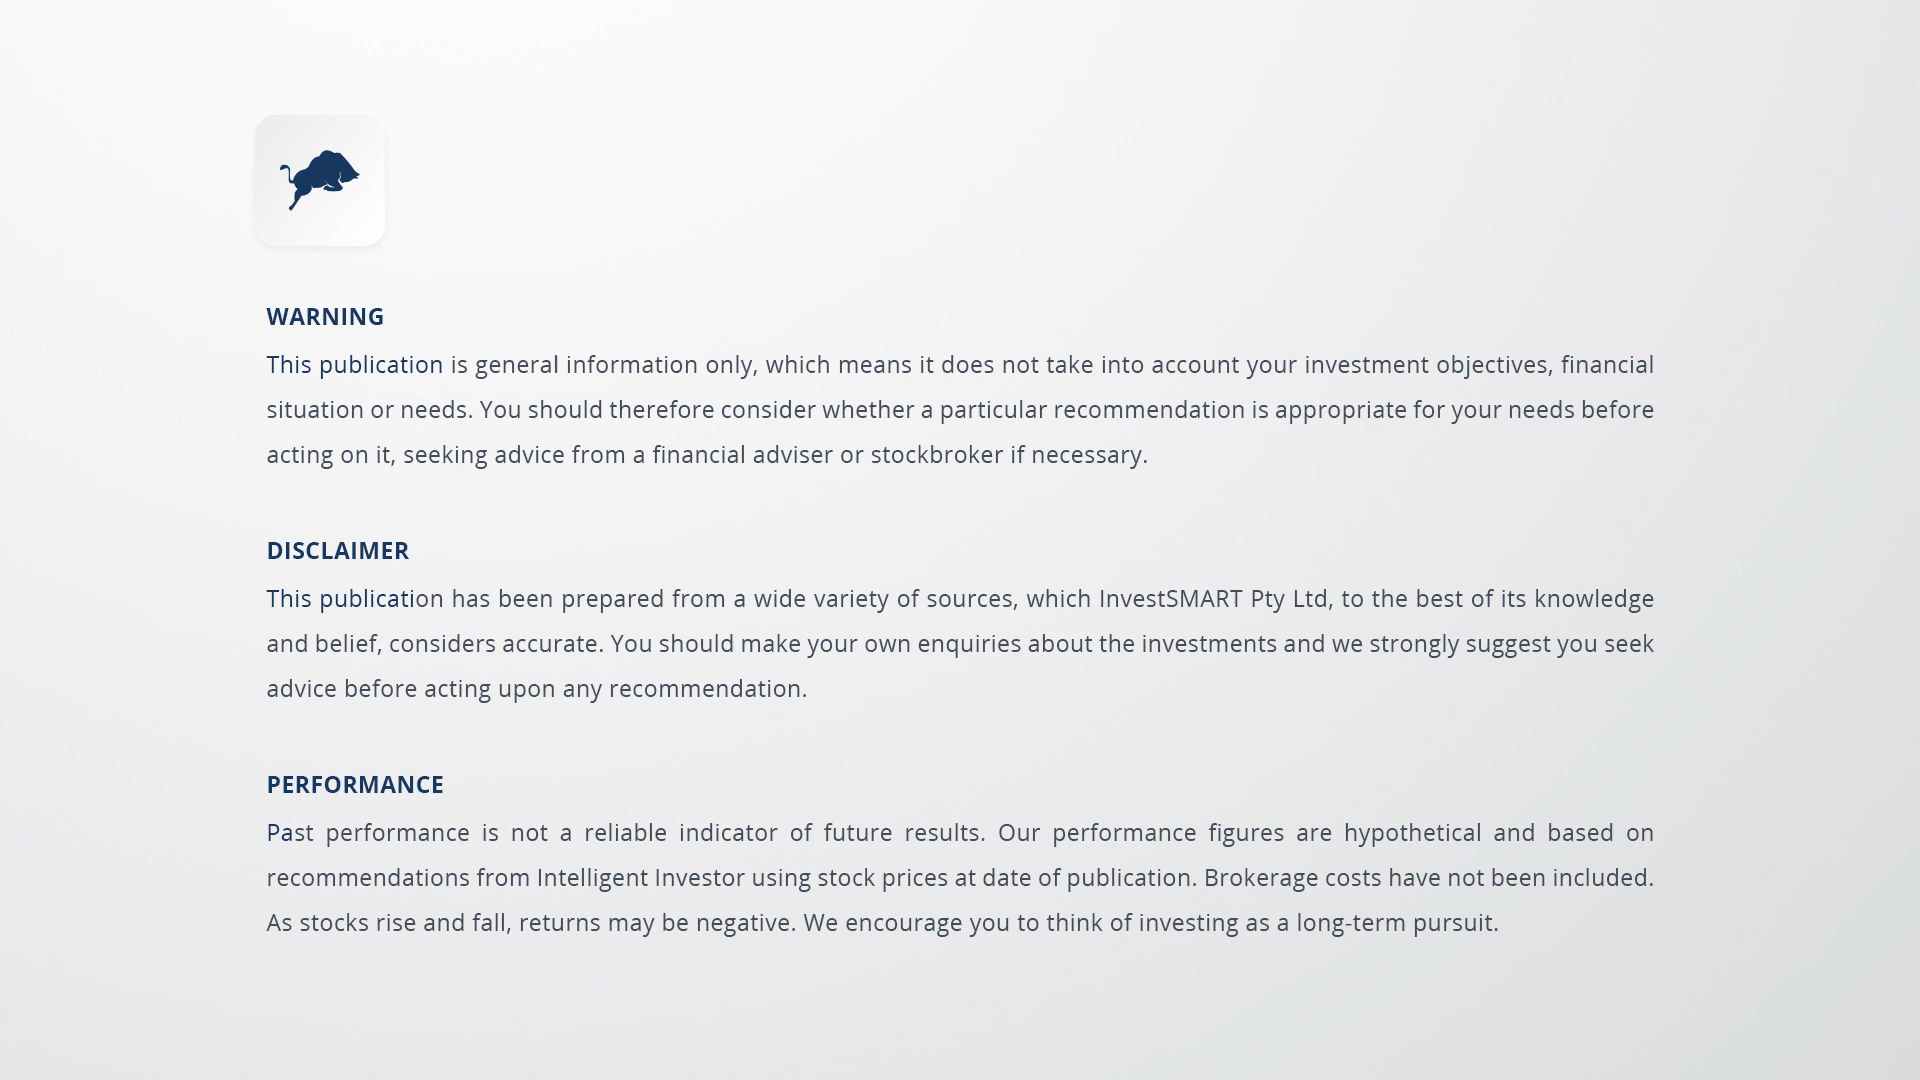 WARNING
This publication is general information only, which means it does not take into account your investment objectives, financial
situation or needs. You should therefore consider whether a particular recommendation is appropriate for your needs before
acting on it, seeking advice from a financial adviser or stockbroker if necessary.
DISCLAIMER
This publication has been prepared from a wide variety of sources, which InvestSMART Pty Ltd, to the best of its knowledge
and belief, considers accurate. You should make your own enquiries about the investments and we strongly suggest you seek
advice before acting upon any recommendation.
PERFORMANCE
Past performance is not a reliable indicator of future results. Our performance figures are hypothetical and based on
recommendations from Intelligent Investor using stock prices at date of publication. Brokerage costs have not been included.
As stocks rise and fall, returns may be negative. We encourage you to think of investing as a long-term pursuit.